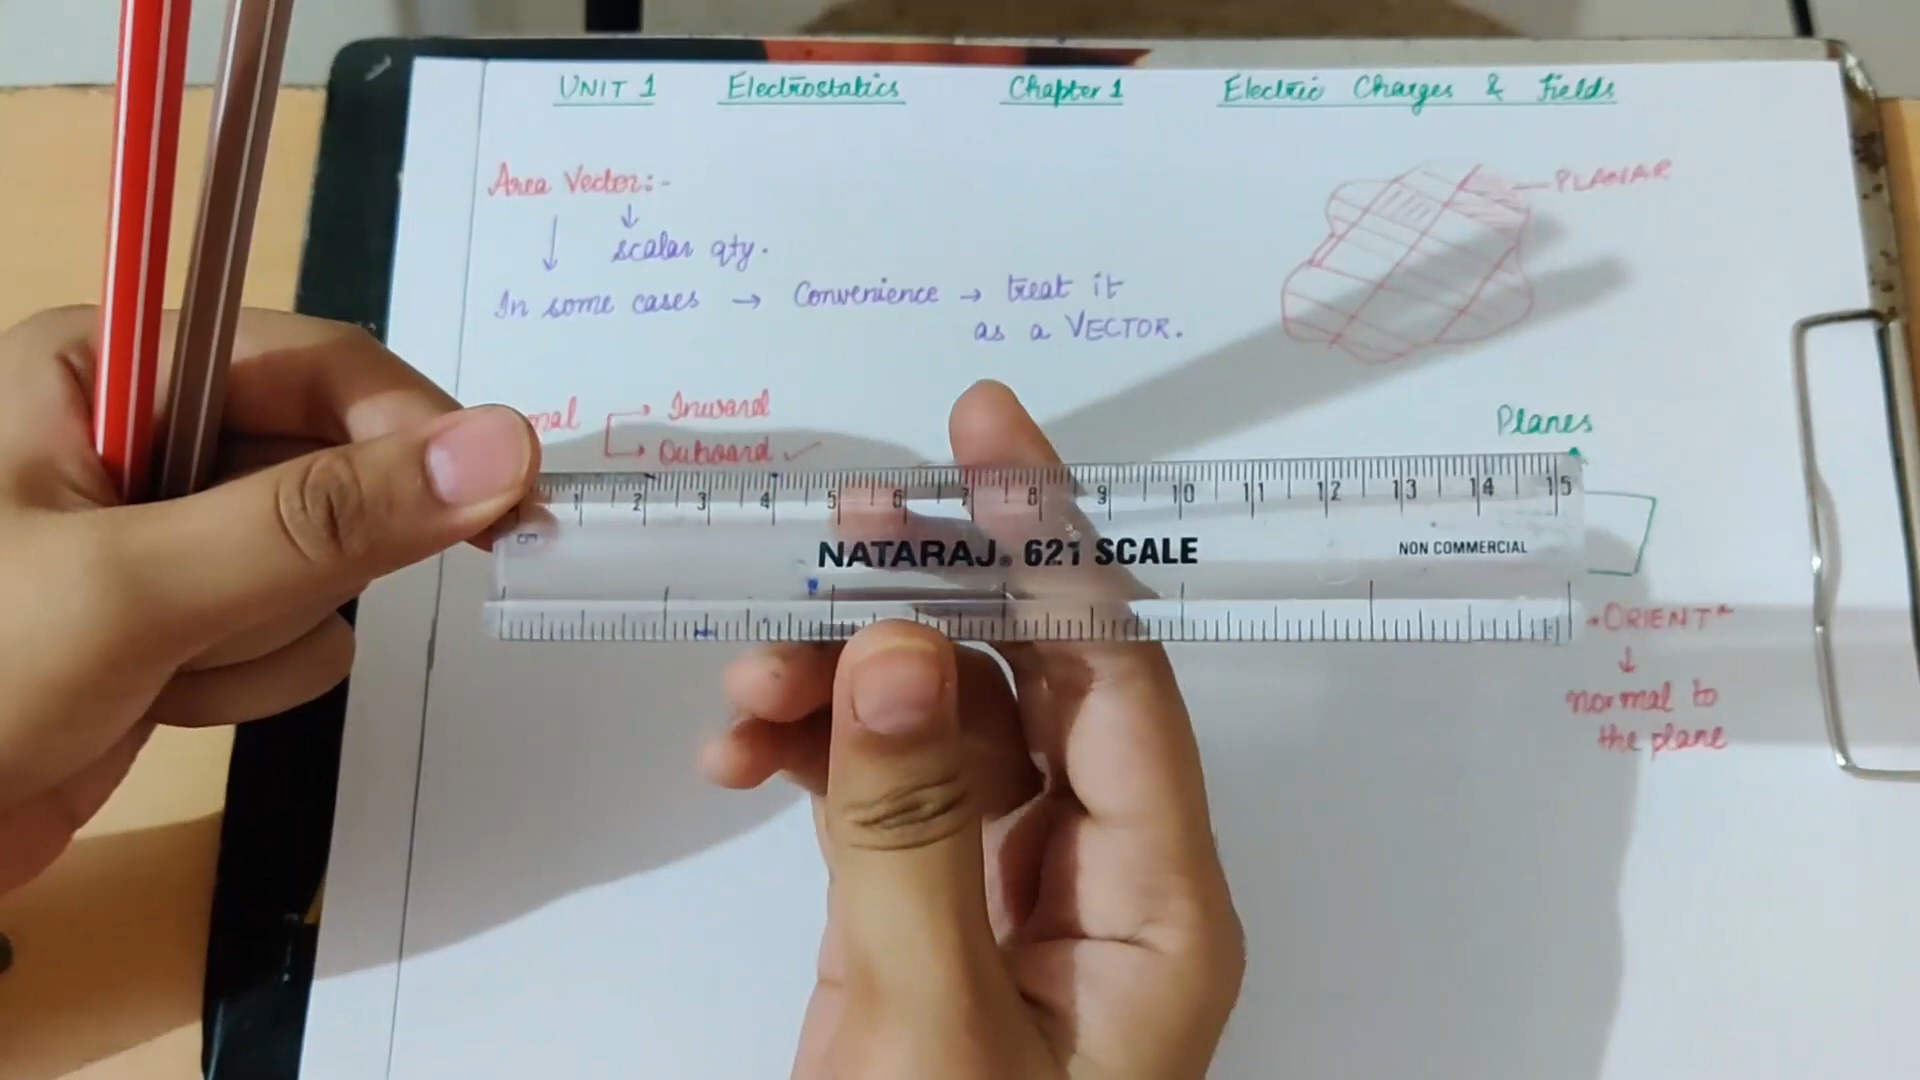 UNIT 1 Electrostatics Chapter 1 Electric Charges & Fields
Area Vector:-
scalar qty.
In some cases → Convenience → treat it
as a VECTOR.
PLANAR
→ Inward
→ Outward ✓
Planes
1 2 3 4 5 6 7 8 9 10 11 12 13 14 15
NATARAJ 621 SCALE
NON COMMERCIAL
ORIENTⁿ
normal to
the plane